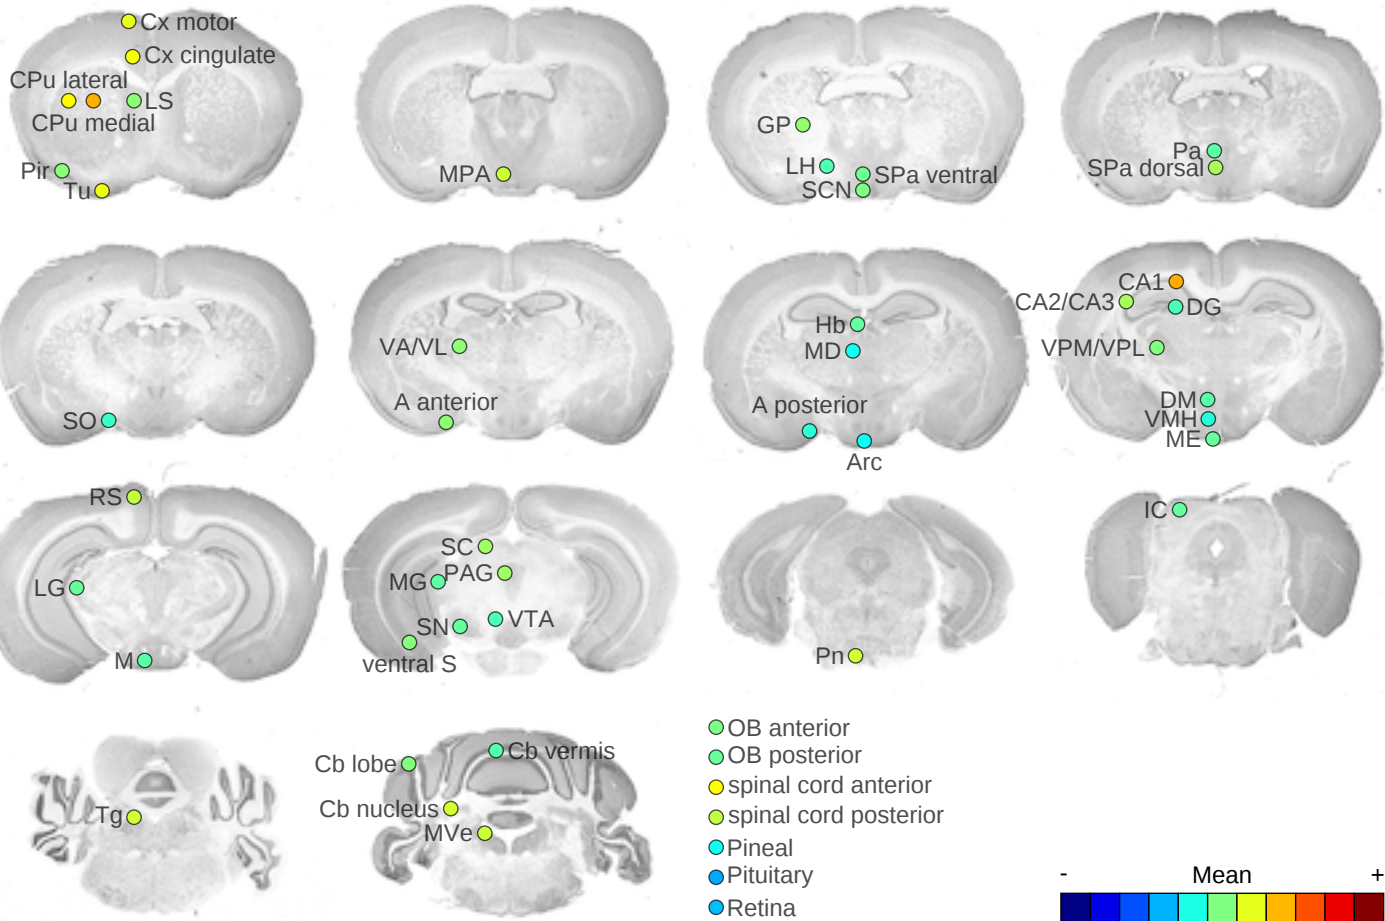 Cx motor
Cx cingulate
CPu lateral
LS
CPu medial
Pir
Tu
MPA
GP
LH
SPa ventral
SCN
Pa
SPa dorsal
SO
VA/VL
A anterior
Hb
MD
A posterior
Arc
CA1
CA2/CA3
DG
VPM/VPL
DM
VMH
ME
RS
LG
M
SC
PAG
MG
VTA
SN
ventral S
Pn
IC
Tg
Cb vermis
Cb lobe
Cb nucleus
MVe
OB anterior
OB posterior
spinal cord anterior
spinal cord posterior
Pineal
Pituitary
Retina
- Mean +